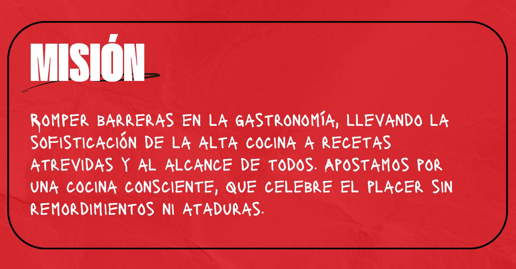 MISIÓN
ROMPER BARRERAS EN LA GASTRONOMÍA, LLEVANDO LA
SOFISTICACIÓN DE LA ALTA COCINA A RECETAS
ATREVIDAS Y AL ALCANCE DE TODOS. APOSTAMOS POR
UNA COCINA CONSCIENTE, QUE CELEBRE EL PLACER SIN
REMORDIMIENTOS NI ATADURAS.